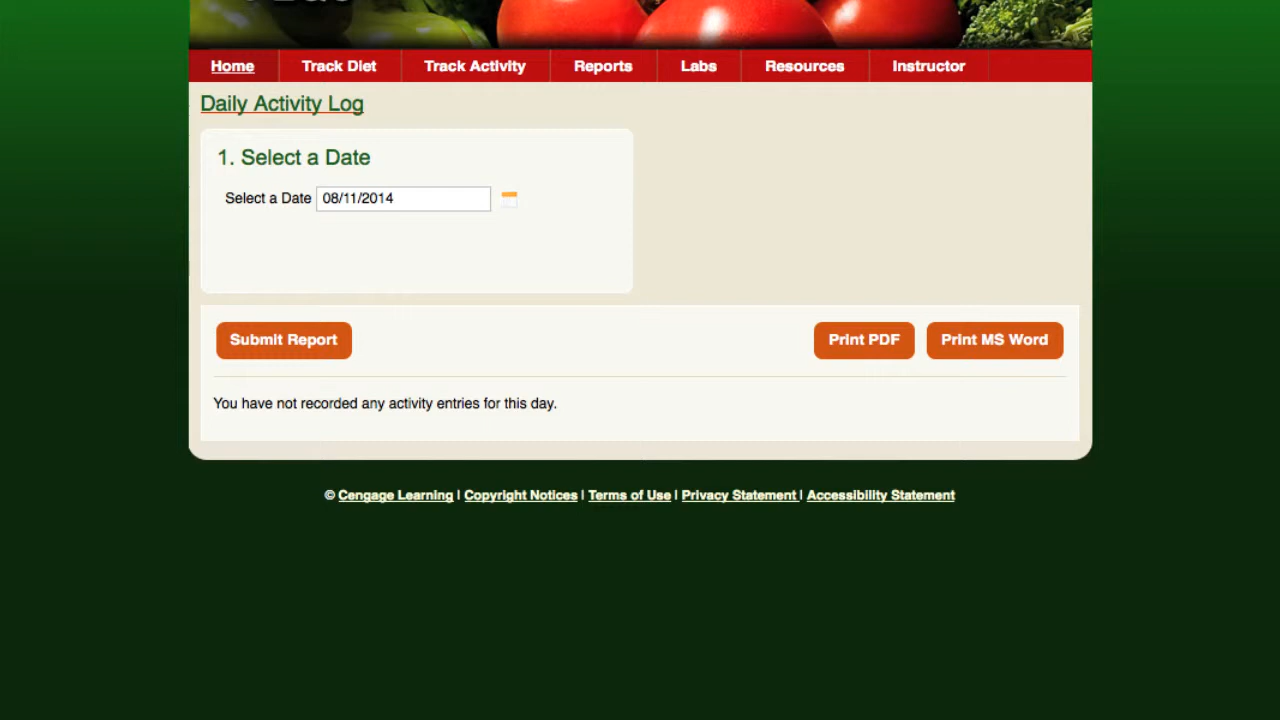 Home Track Diet Track Activity Reports Labs Resources Instructor
Daily Activity Log
1. Select a Date
Select a Date 08/11/2014
Submit Report Print PDF Print MS Word
You have not recorded any activity entries for this day.
© Cengage Learning | Copyright Notices | Terms of Use | Privacy Statement | Accessibility Statement